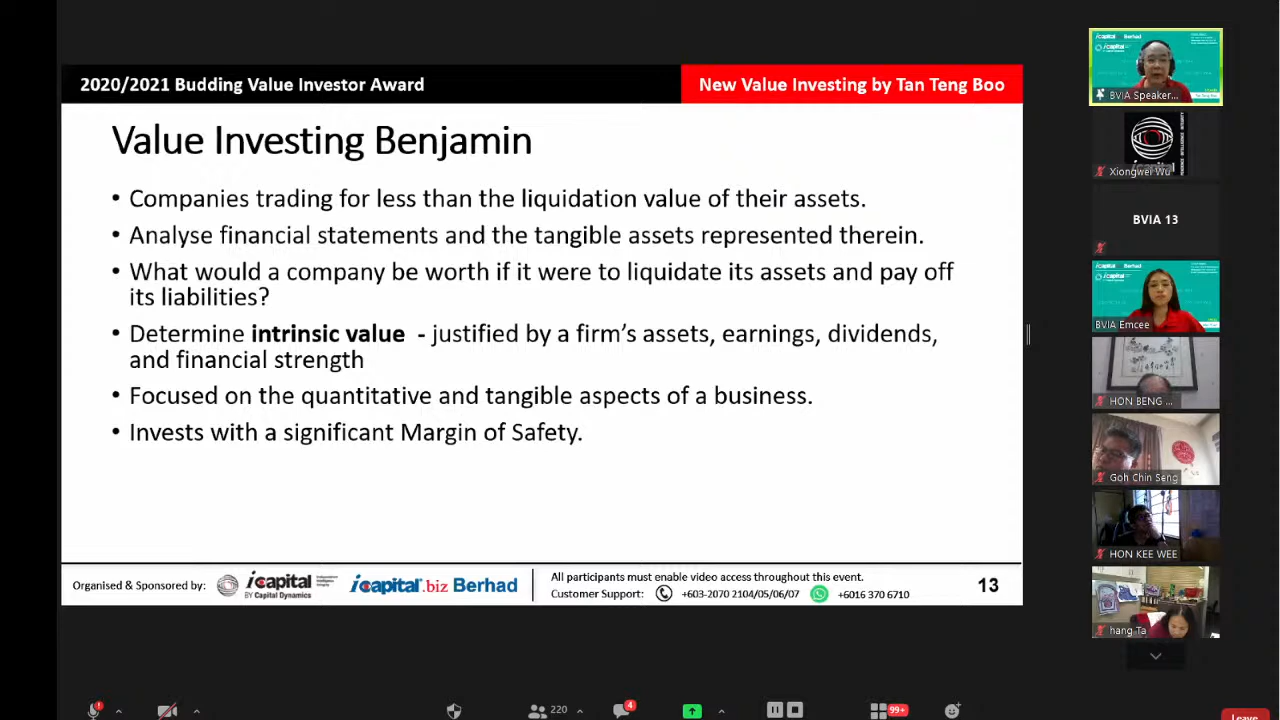 2020/2021 Budding Value Investor Award
New Value Investing by Tan Teng Boo
Value Investing Benjamin
• Companies trading for less than the liquidation value of their assets.
• Analyse financial statements and the tangible assets represented therein.
• What would a company be worth if it were to liquidate its assets and pay off
its liabilities?
• Determine intrinsic value - justified by a firm's assets, earnings, dividends,
and financial strength
• Focused on the quantitative and tangible aspects of a business.
• Invests with a significant Margin of Safety.
Organised & Sponsored by:
icapital
BY Capital Dynamics
icapital.biz Berhad
All participants must enable video access throughout this event.
Customer Support:
+603-2070 2104/05/06/07
+6016 370 6710
13
icapital Berhad
BVIA Speaker...
icapital
Xiongwei Wu
BVIA 13
icapital Berhad
BVIA Emcee
HON BENG ...
Goh Chin Seng
HON KEE WEE
hang Ta
220
4
99+
Leave